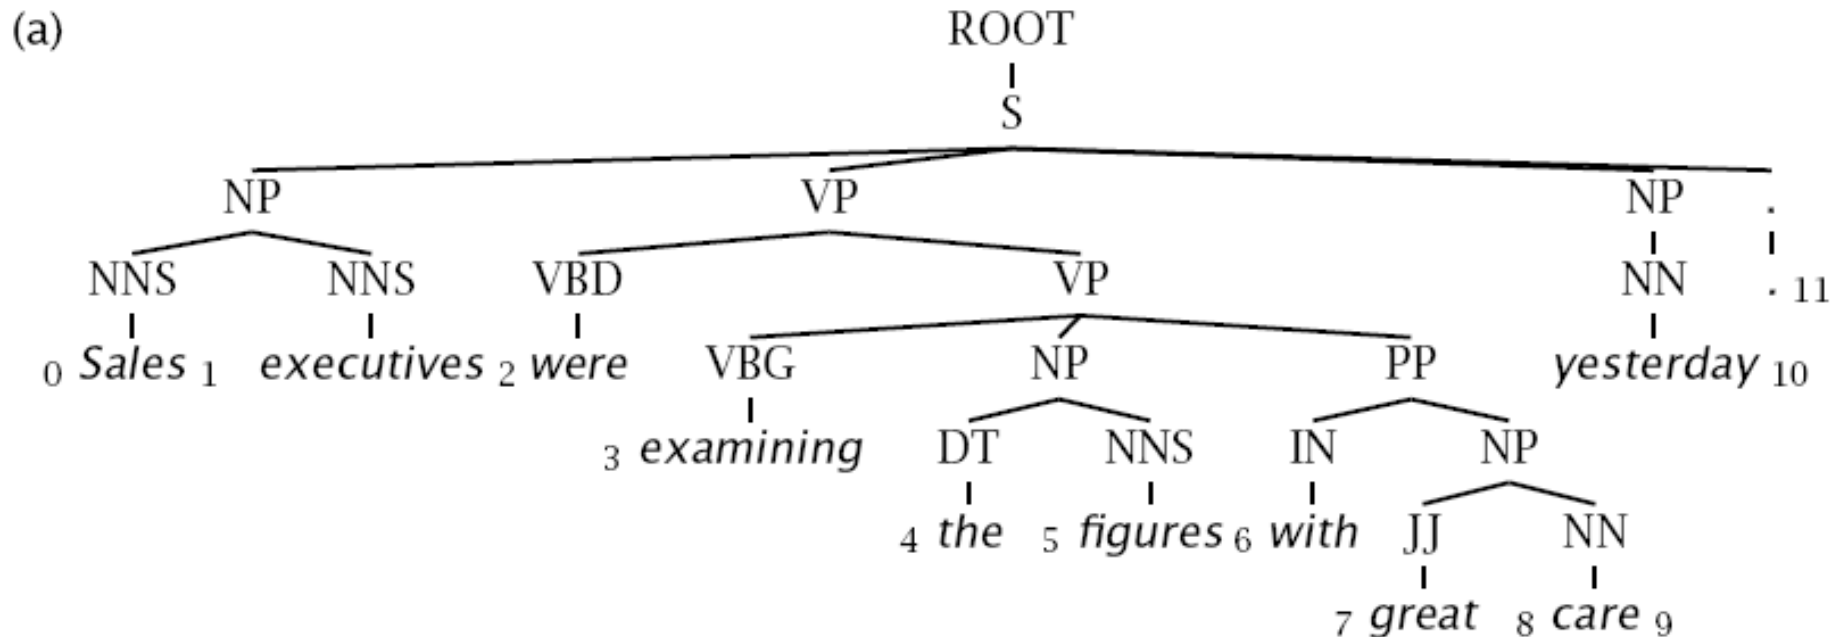 (a) ROOT
S
NP VP NP .
NNS NNS VBD VP NN . 11
0 Sales 1 executives 2 were VBG NP PP yesterday 10
3 examining DT NNS IN NP
4 the 5 figures 6 with JJ NN
7 great 8 care 9